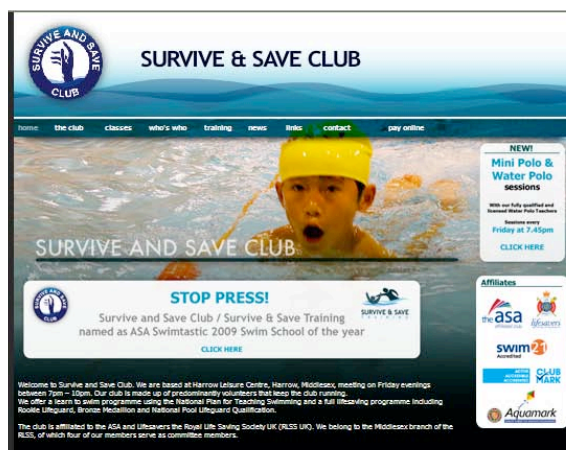 SURVIVE AND SAVE
CLUB
SURVIVE & SAVE CLUB
home the club classes who's who training news links contact pay online
SURVIVE AND SAVE CLUB
NEW!
Mini Polo &
Water Polo
sessions
With our fully qualified and
licensed Water Polo Teachers
Sessions every
Friday at 7.45pm
CLICK HERE
SURVIVE AND SAVE
CLUB
STOP PRESS!
Survive and Save Club / Survive & Save Training
named as ASA Swimtastic 2009 Swim School of the year
CLICK HERE
SURVIVE & SAVE
TRAINING
Affiliates
the asa
lifesavers
swim21
Accredited
CLUB
MARK
Aquamark
Welcome to Survive and Save Club. We are based at Harrow Leisure Centre, Harrow, Middlesex, meeting on Friday evenings
between 7pm – 10pm. Our club is made up of predominantly volunteers that keep the club running.
We offer a learn to swim programme using the National Plan for Teaching Swimming and a full lifesaving programme including
Rookie Lifeguard, Bronze Medallion and National Pool Lifeguard Qualification.
The club is affiliated to the ASA and Lifesavers the Royal Life Saving Society UK (RLSS UK). We belong to the Middlesex branch of the
RLSS, of which four of our members serve as committee members.